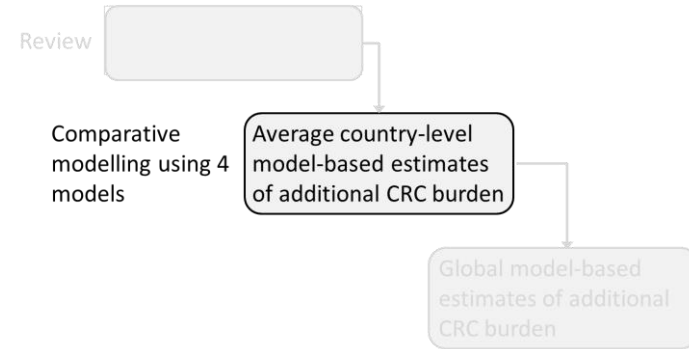 Review
Comparative
modelling using 4
models
Average country-level
model-based estimates
of additional CRC burden
Global model-based
estimates of additional
CRC burden